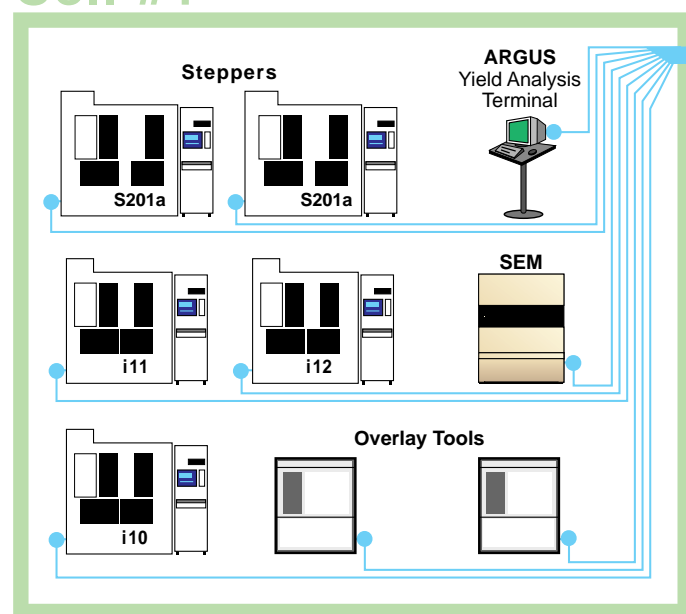 Steppers
ARGUS
Yield Analysis
Terminal
S201a
S201a
SEM
i11
i12
Overlay Tools
i10